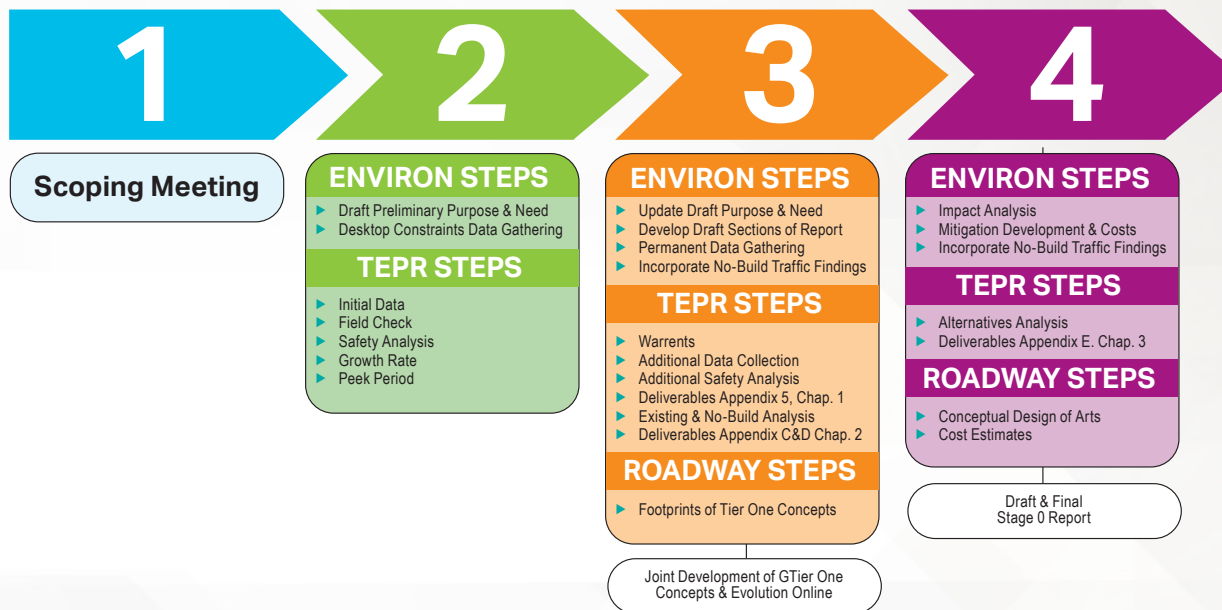 1
Scoping Meeting
2
ENVIRON STEPS
Draft Preliminary Purpose & Need
Desktop Constraints Data Gathering
TEPR STEPS
Initial Data
Field Check
Safety Analysis
Growth Rate
Peek Period
3
ENVIRON STEPS
Update Draft Purpose & Need
Develop Draft Sections of Report
Permanent Data Gathering
Incorporate No-Build Traffic Findings
TEPR STEPS
Warrents
Additional Data Collection
Additional Safety Analysis
Deliverables Appendix 5, Chap. 1
Existing & No-Build Analysis
Deliverables Appendix C&D Chap. 2
ROADWAY STEPS
Footprints of Tier One Concepts
Joint Development of GTier One
Concepts & Evolution Online
4
ENVIRON STEPS
Impact Analysis
Mitigation Development & Costs
Incorporate No-Build Traffic Findings
TEPR STEPS
Alternatives Analysis
Deliverables Appendix E. Chap. 3
ROADWAY STEPS
Conceptual Design of Arts
Cost Estimates
Draft & Final
Stage 0 Report